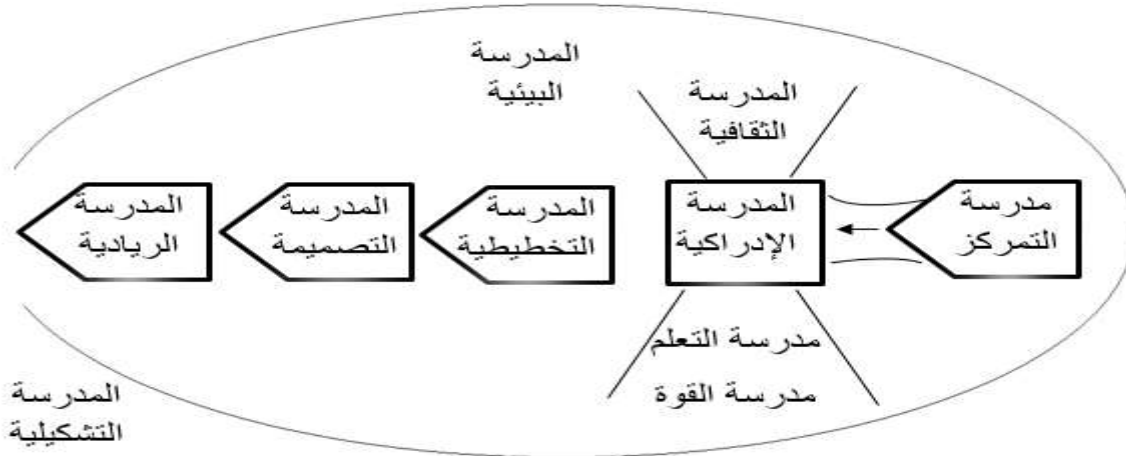 المدرسة
البيئية
المدرسة
الثقافية
مدرسة
التمركز
المدرسة
الإدراكية
المدرسة
التخطيطية
المدرسة
التصميمة
المدرسة
الريادية
مدرسة التعلم
مدرسة القوة
المدرسة
التشكيلية